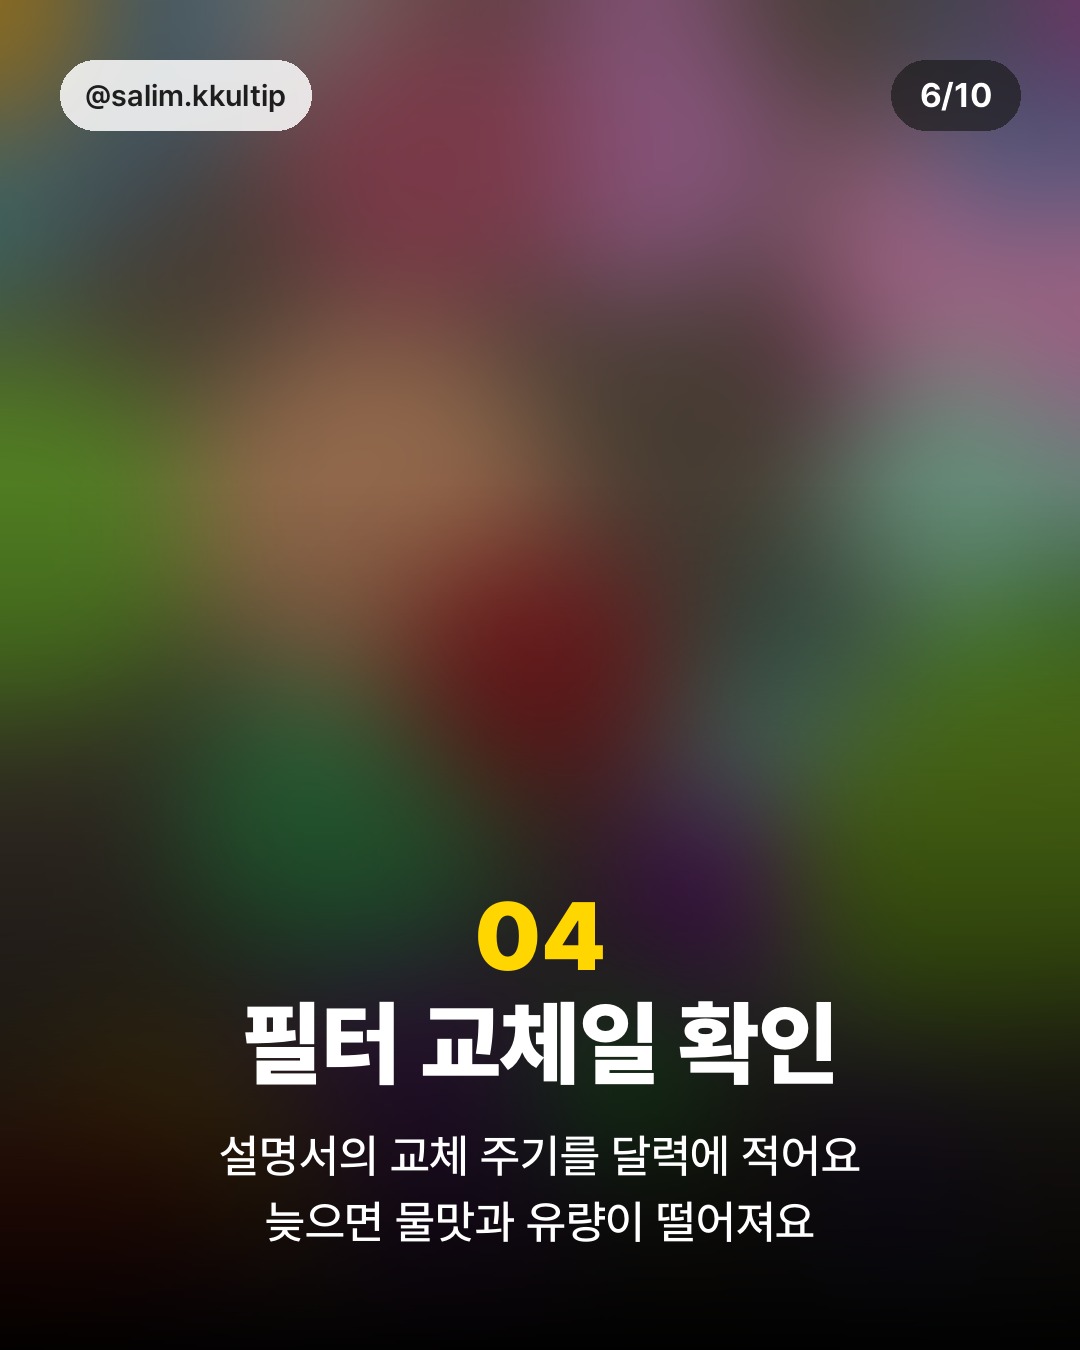 @salim.kkultip
6/10
04
필터 교체일 확인
설명서의 교체 주기를 달력에 적어요
늦으면 물맛과 유량이 떨어져요